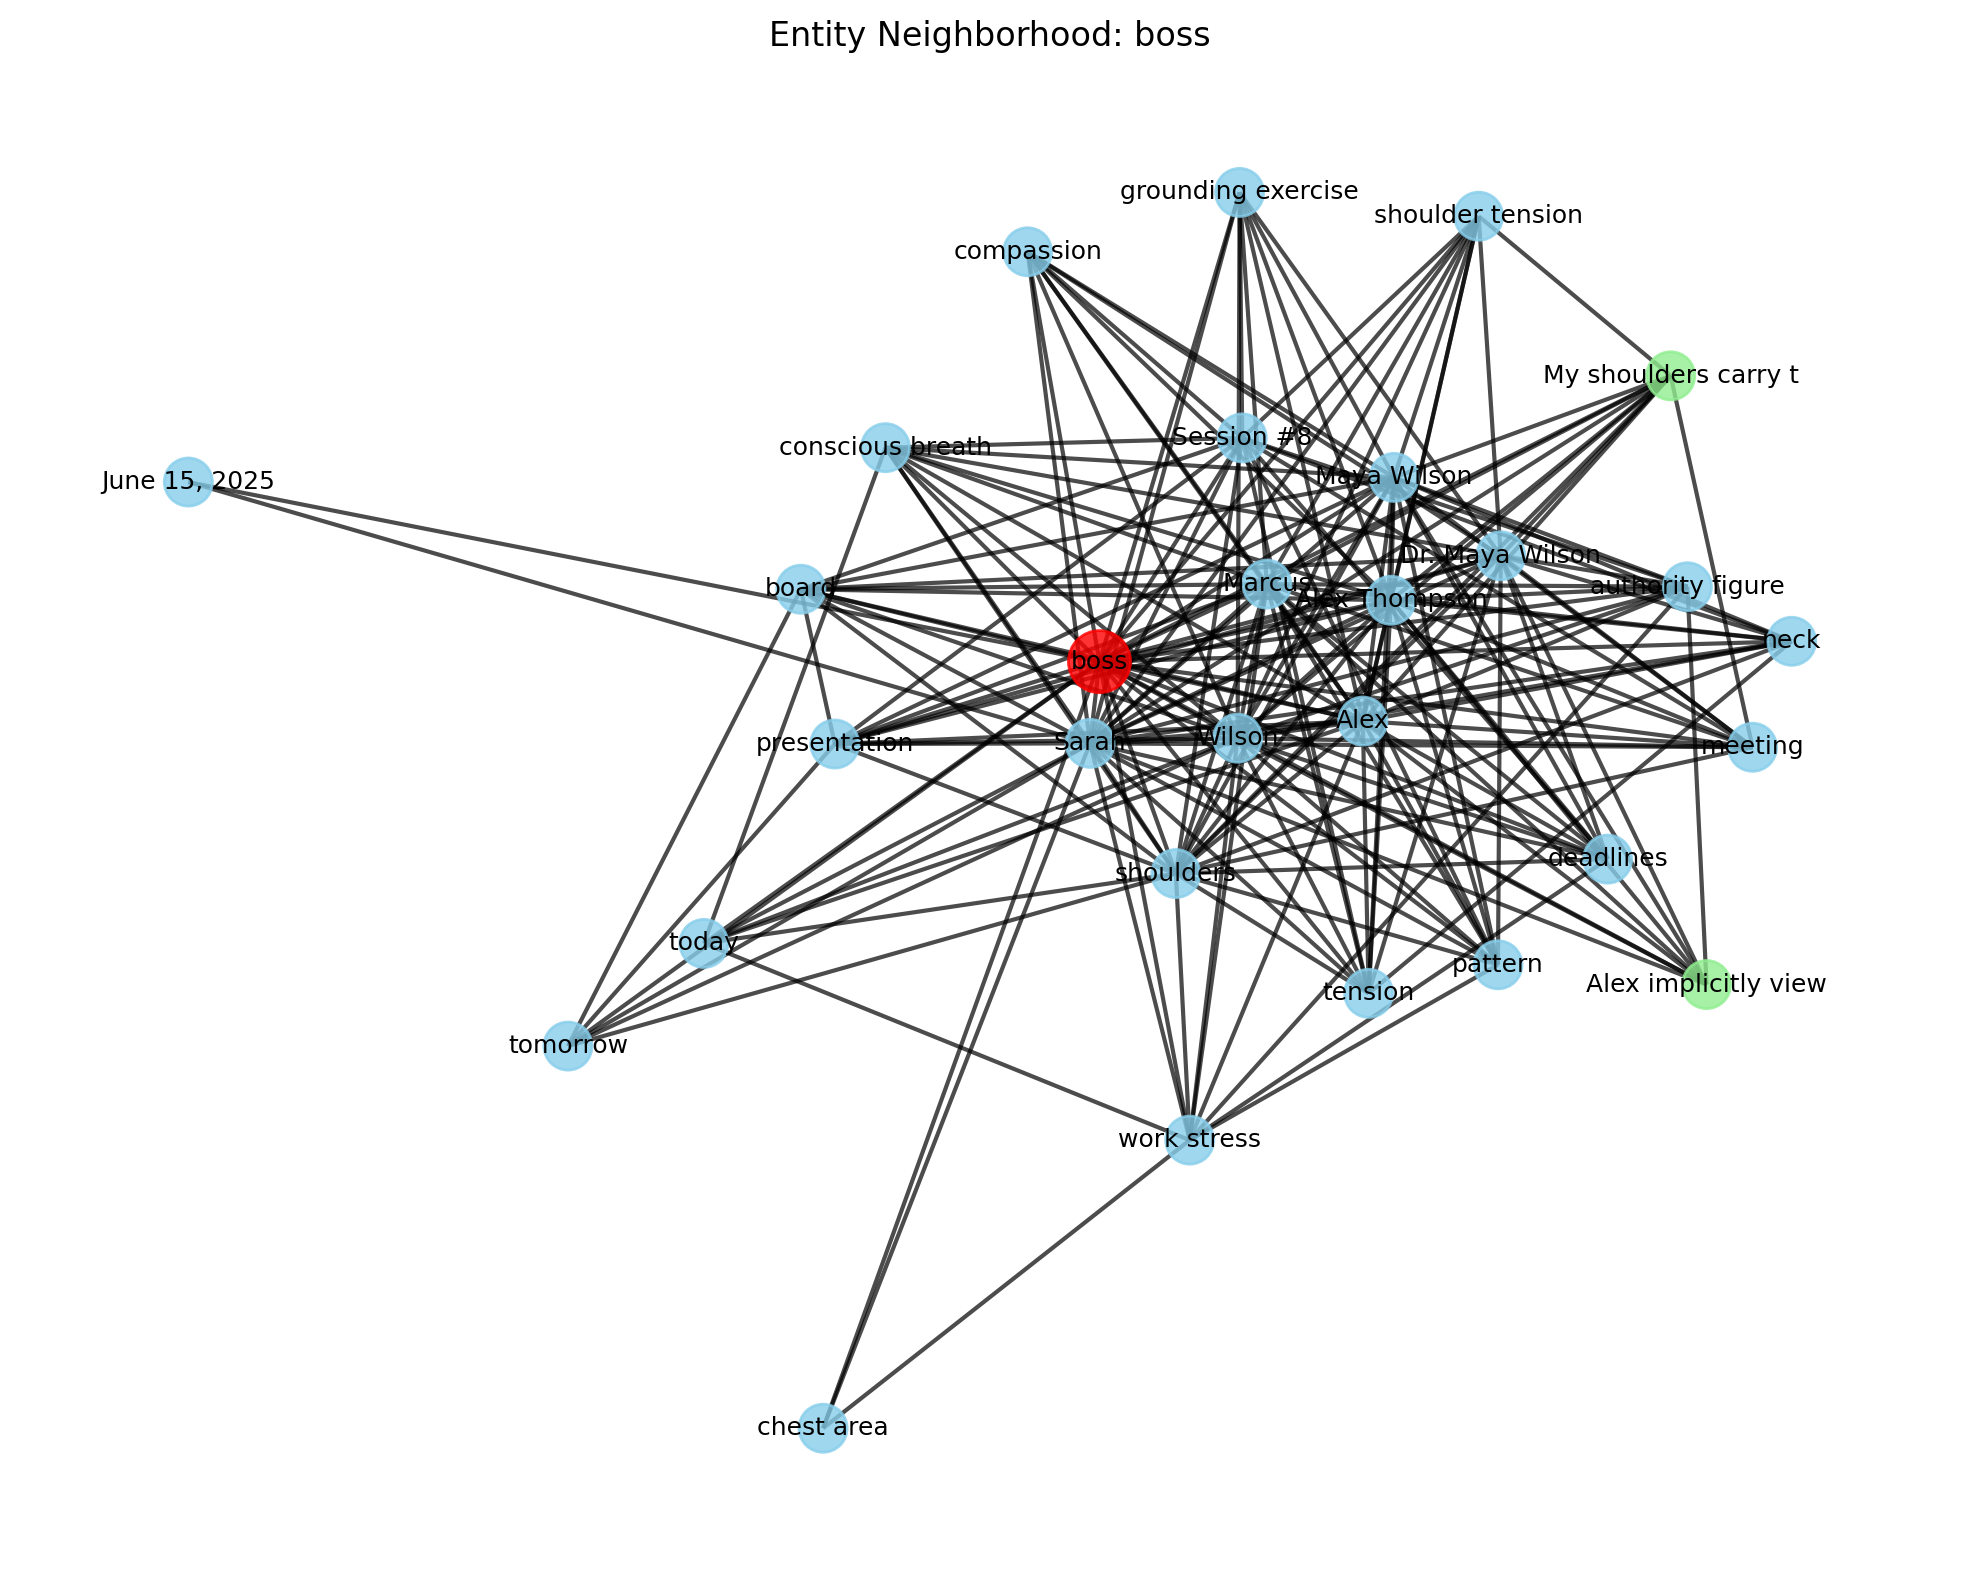 Entity Neighborhood: boss
grounding exercise
shoulder tension
compassion
My shoulders carry t
Session #8
conscious breath
Maya Wilson
June 15, 2025
Dr. Maya Wilson
Marcus
board
authority figure
Alex Thompson
neck
boss
Alex
Wilson
Sarah
presentation
meeting
deadlines
shoulders
today
pattern
Alex implicitly view
tension
tomorrow
work stress
chest area